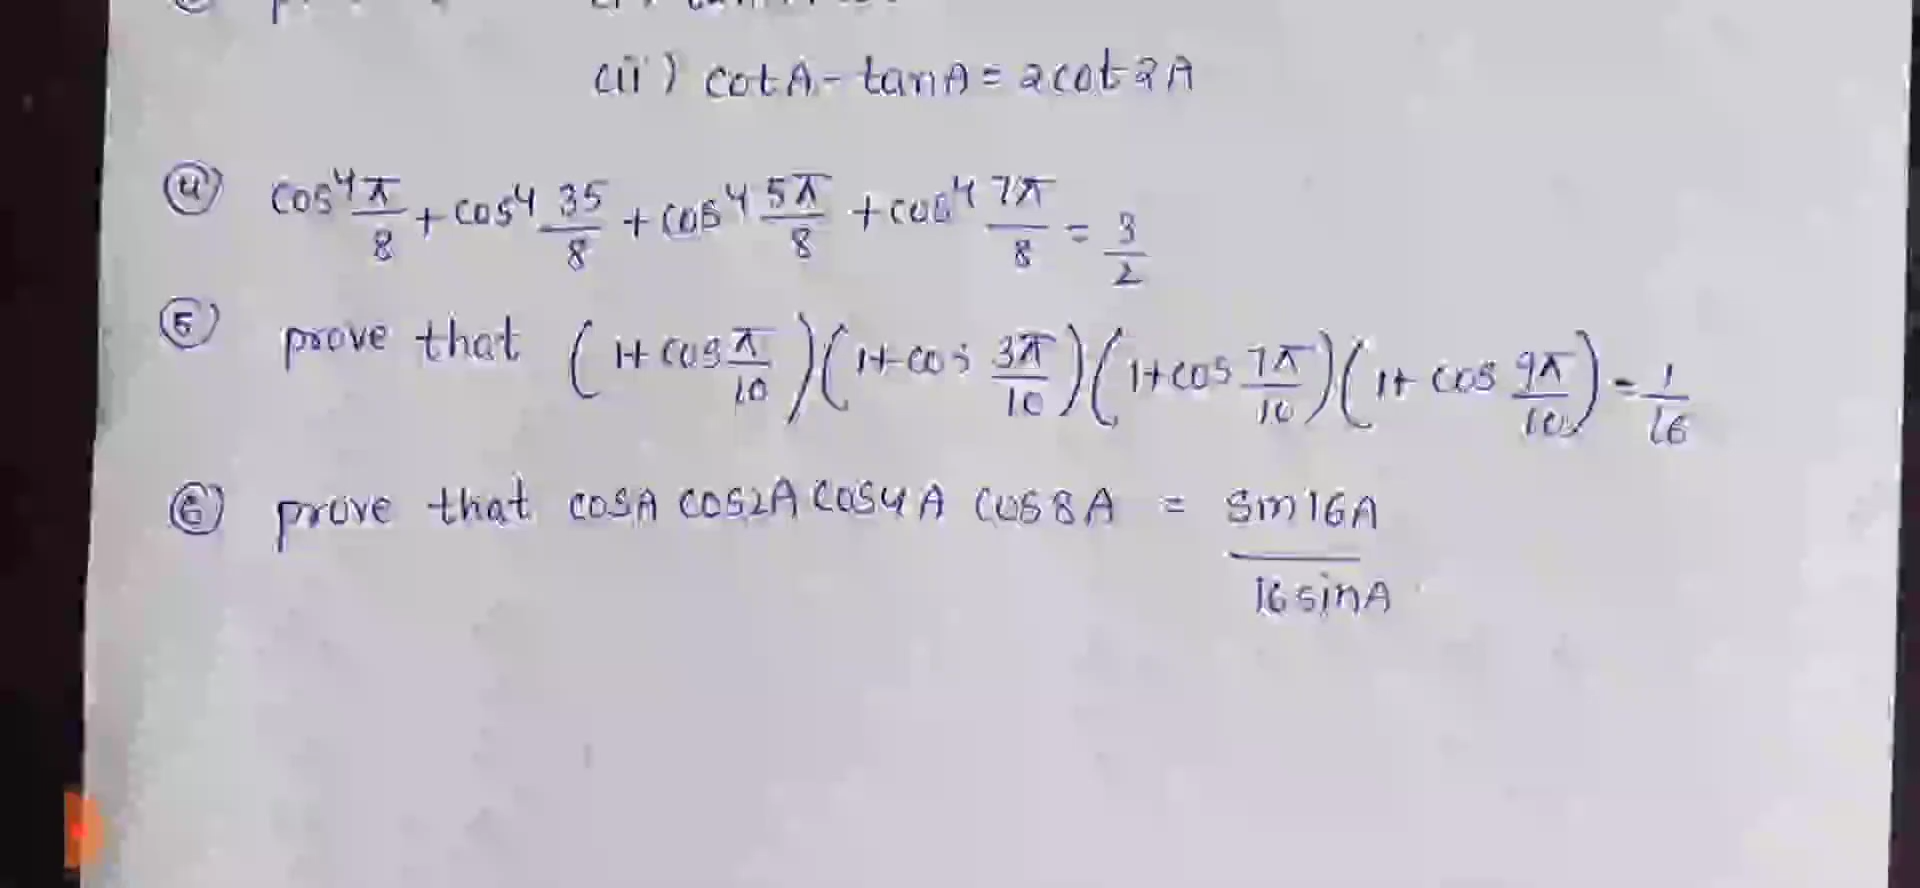 (ii) cotA - tanA = 2cot2A
④ cos⁴ π/8 + cos⁴ 35/8 + cos⁴ 5π/8 + cos⁴ 7π/8 = 3/2
⑤ prove that (1+cos π/10)(1+cos 3π/10)(1+cos 7π/10)(1+cos 9π/10) = 1/16
⑥ prove that cosA cos2A cos4A cos8A = sin16A/16sinA